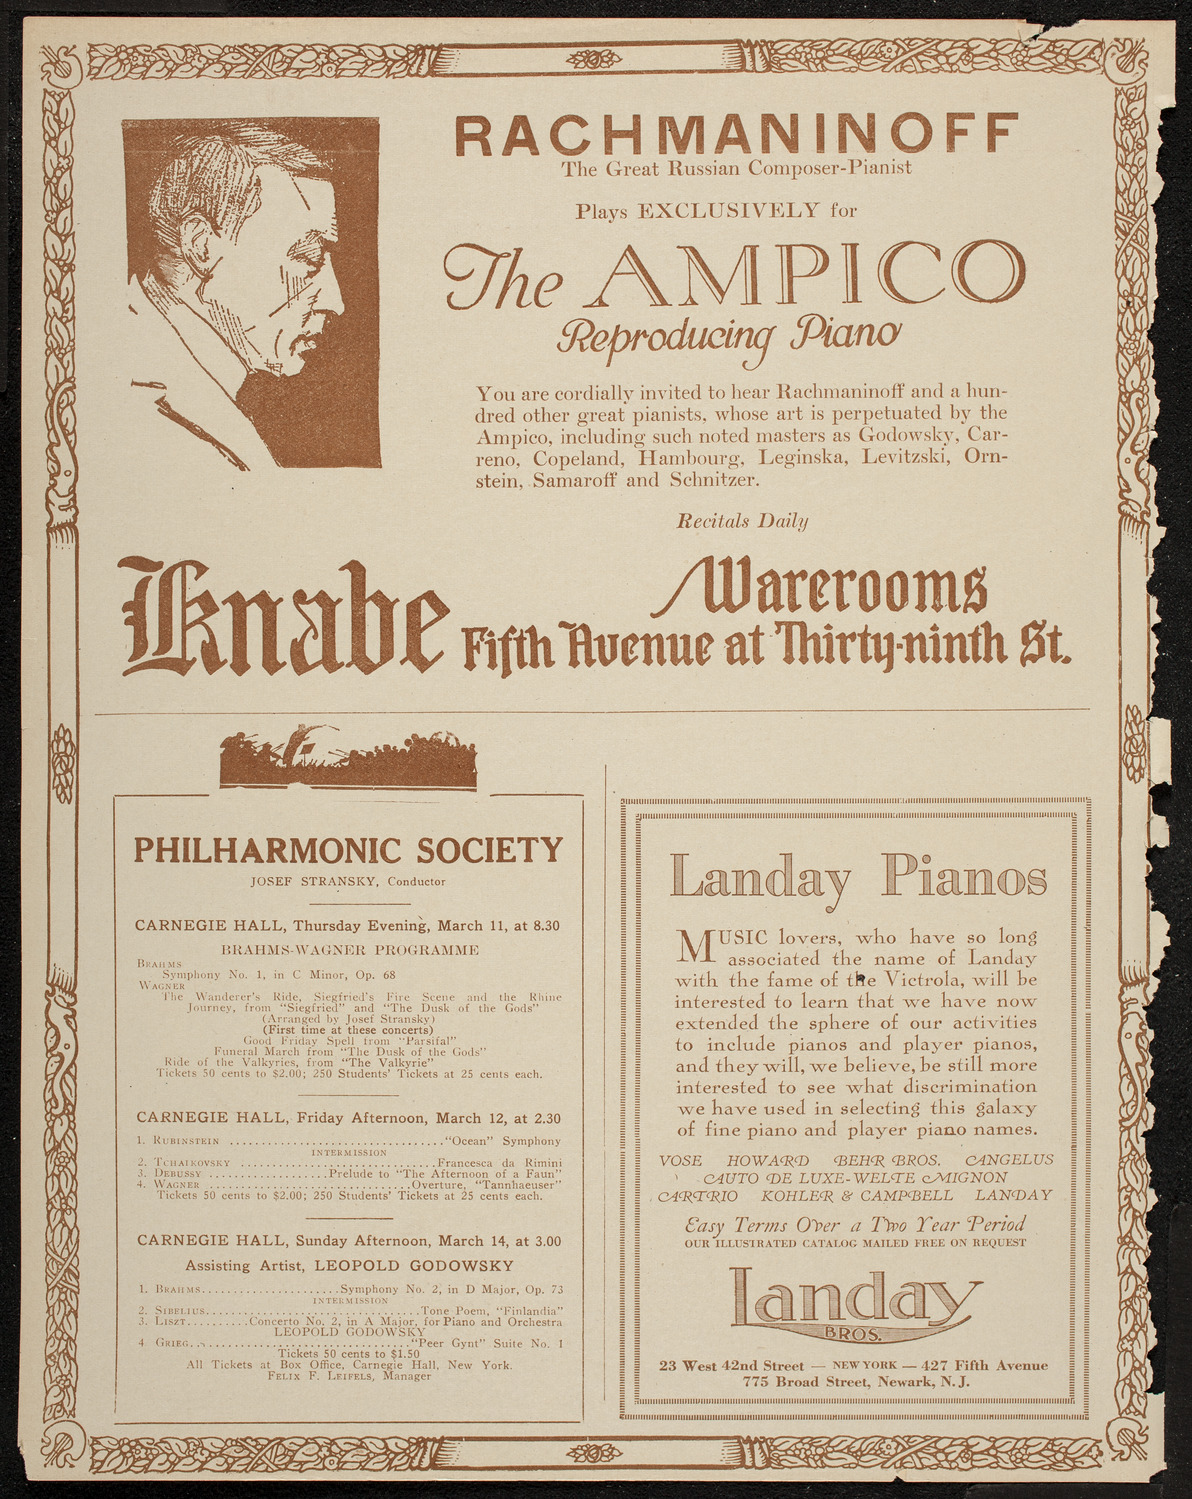 RACHMANINOFF
The Great Russian Composer-Pianist
Plays EXCLUSIVELY for
The AMPICO
Reproducing Piano
You are cordially invited to hear Rachmaninoff and a hun-
dred other great pianists, whose art is perpetuated by the
Ampico, including such noted masters as Godowsky, Car-
reno, Copeland, Hambourg, Leginska, Levitzski, Orn-
stein, Samaroff and Schnitzer.
Recitals Daily
Knabe Warerooms
Fifth Avenue at Thirty-ninth St.
PHILHARMONIC SOCIETY
JOSEF STRANSKY, Conductor
CARNEGIE HALL, Thursday Evening, March 11, at 8.30
BRAHMS-WAGNER PROGRAMME
BRAHMS
Symphony No. 1, in C Minor, Op. 68
WAGNER
The Wanderer's Ride, Siegfried's Fire Scene and the Rhine
Journey, from "Siegfried" and "The Dusk of the Gods"
(Arranged by Josef Stransky)
(First time at these concerts)
Good Friday Spell from "Parsifal"
Funeral March from "The Dusk of the Gods"
Ride of the Valkyries, from "The Valkyrie"
Tickets 50 cents to $2.00; 250 Students' Tickets at 25 cents each.
CARNEGIE HALL, Friday Afternoon, March 12, at 2.30
1. RUBINSTEIN .................................."Ocean" Symphony
INTERMISSION
2. TCHAIKOVSKY ...............................Francesca da Rimini
3. DEBUSSY ...................Prelude to "The Afternoon of a Faun"
4. WAGNER ................................Overture, "Tannhaeuser"
Tickets 50 cents to $2.00; 250 Students' Tickets at 25 cents each.
CARNEGIE HALL, Sunday Afternoon, March 14, at 3.00
Assisting Artist, LEOPOLD GODOWSKY
1. BRAHMS......................Symphony No. 2, in D Major, Op. 73
INTERMISSION
2. SIBELIUS..................................Tone Poem, "Finlandia"
3. LISZT..........Concerto No. 2, in A Major, for Piano and Orchestra
LEOPOLD GODOWSKY
4 GRIEG..................................."Peer Gynt" Suite No. 1
Tickets 50 cents to $1.50
All Tickets at Box Office, Carnegie Hall, New York.
FELIX F. LEIFELS, Manager
Landay Pianos
MUSIC lovers, who have so long
associated the name of Landay
with the fame of the Victrola, will be
interested to learn that we have now
extended the sphere of our activities
to include pianos and player pianos,
and they will, we believe, be still more
interested to see what discrimination
we have used in selecting this galaxy
of fine piano and player piano names.
VOSE HOWARD BEHR BROS. CANGELUS
AUTO DE LUXE-WELTE MIGNON
CARTRIO KOHLER & CAMPBELL LANDAY
Easy Terms Over a Two Year Period
OUR ILLUSTRATED CATALOG MAILED FREE ON REQUEST
Landay
BROS.
23 West 42nd Street — NEW YORK — 427 Fifth Avenue
775 Broad Street, Newark, N.J.